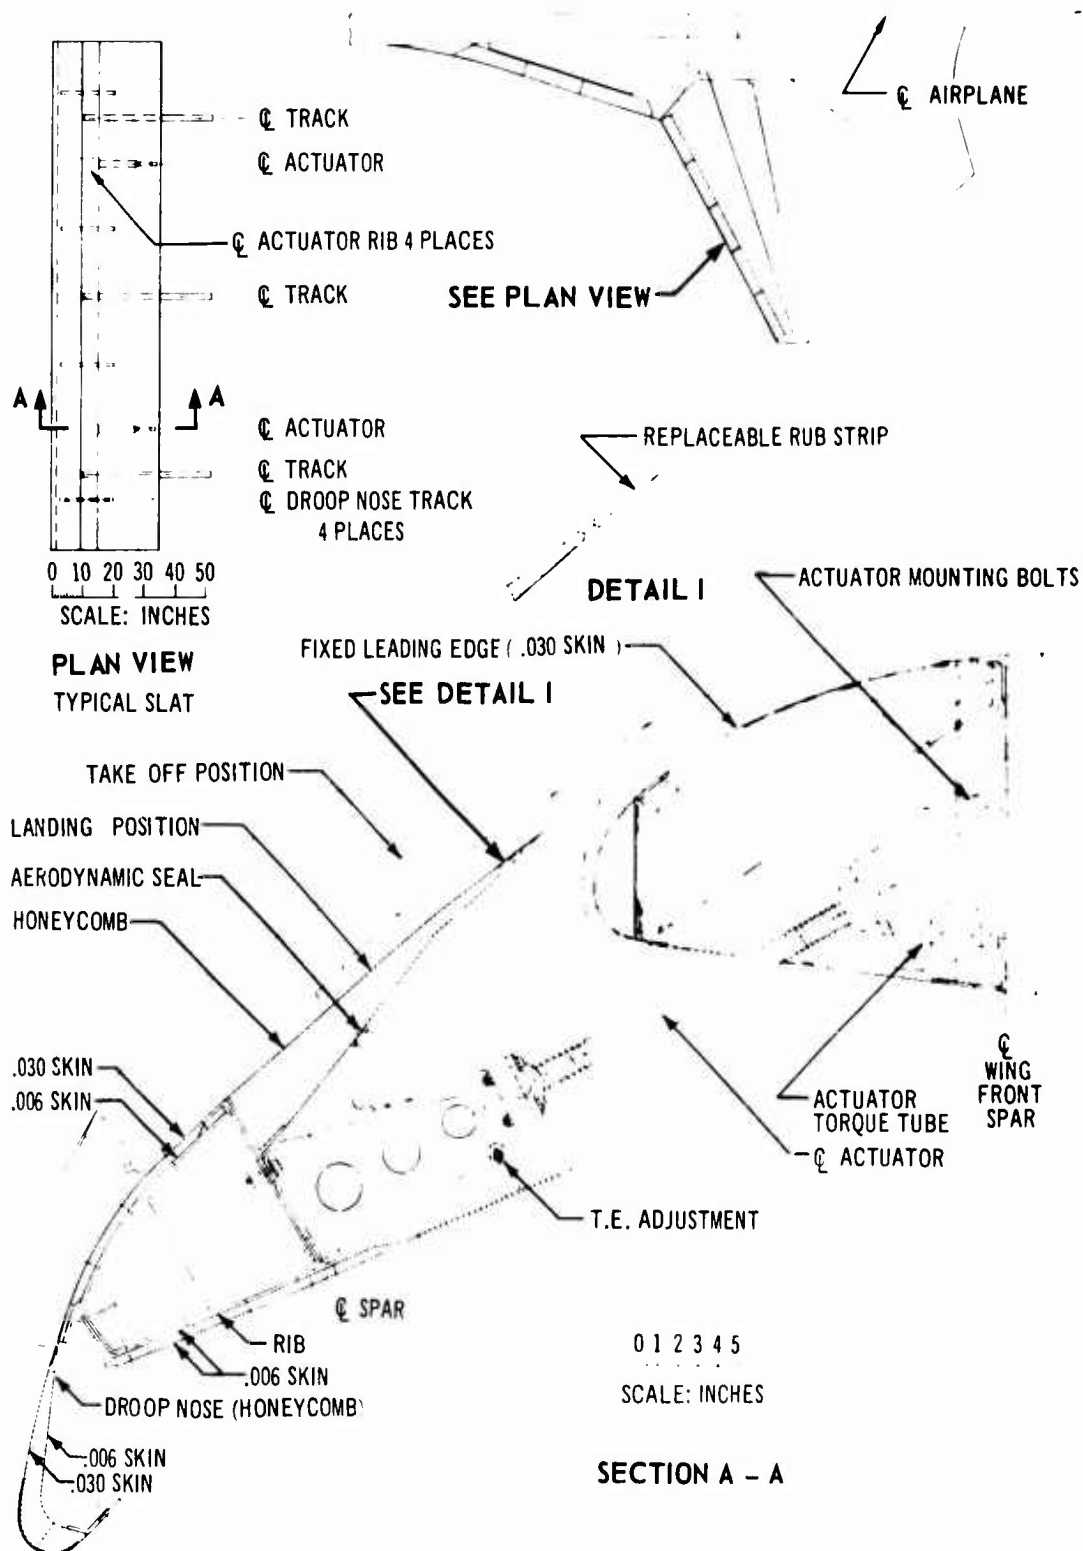 ℄ AIRPLANE
℄ TRACK
℄ ACTUATOR
℄ ACTUATOR RIB 4 PLACES
℄ TRACK
SEE PLAN VIEW
A A
℄ ACTUATOR
℄ TRACK
℄ DROOP NOSE TRACK
4 PLACES
REPLACEABLE RUB STRIP
DETAIL I
0 10 20 30 40 50
SCALE: INCHES
PLAN VIEW
TYPICAL SLAT
ACTUATOR MOUNTING BOLTS
FIXED LEADING EDGE ( .030 SKIN )
SEE DETAIL I
TAKE OFF POSITION
LANDING POSITION
AERODYNAMIC SEAL
HONEYCOMB
.030 SKIN
.006 SKIN
℄
WING
FRONT
SPAR
ACTUATOR
TORQUE TUBE
℄ ACTUATOR
T.E. ADJUSTMENT
℄ SPAR
RIB
.006 SKIN
DROOP NOSE (HONEYCOMB)
.006 SKIN
.030 SKIN
0 1 2 3 4 5
SCALE: INCHES
SECTION A - A